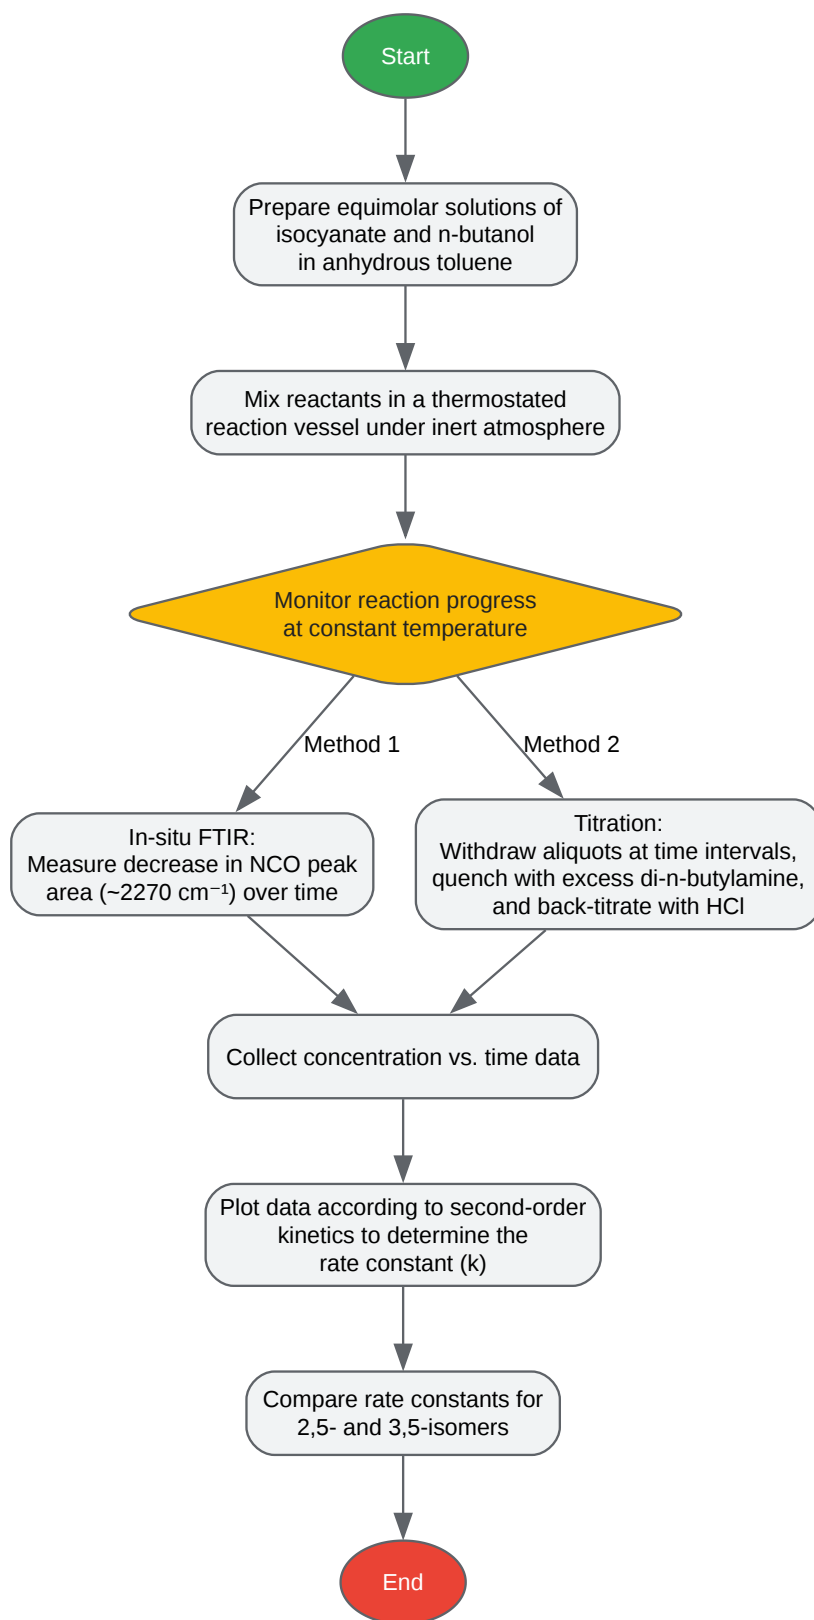 Start
Prepare equimolar solutions of
isocyanate and n-butanol
in anhydrous toluene
Mix reactants in a thermostated
reaction vessel under inert atmosphere
Monitor reaction progress
at constant temperature
Method 1
Method 2
In-situ FTIR:
Measure decrease in NCO peak
area (~2270 cm⁻¹) over time
Titration:
Withdraw aliquots at time intervals,
quench with excess di-n-butylamine,
and back-titrate with HCl
Collect concentration vs. time data
Plot data according to second-order
kinetics to determine the
rate constant (k)
Compare rate constants for
2,5- and 3,5-isomers
End